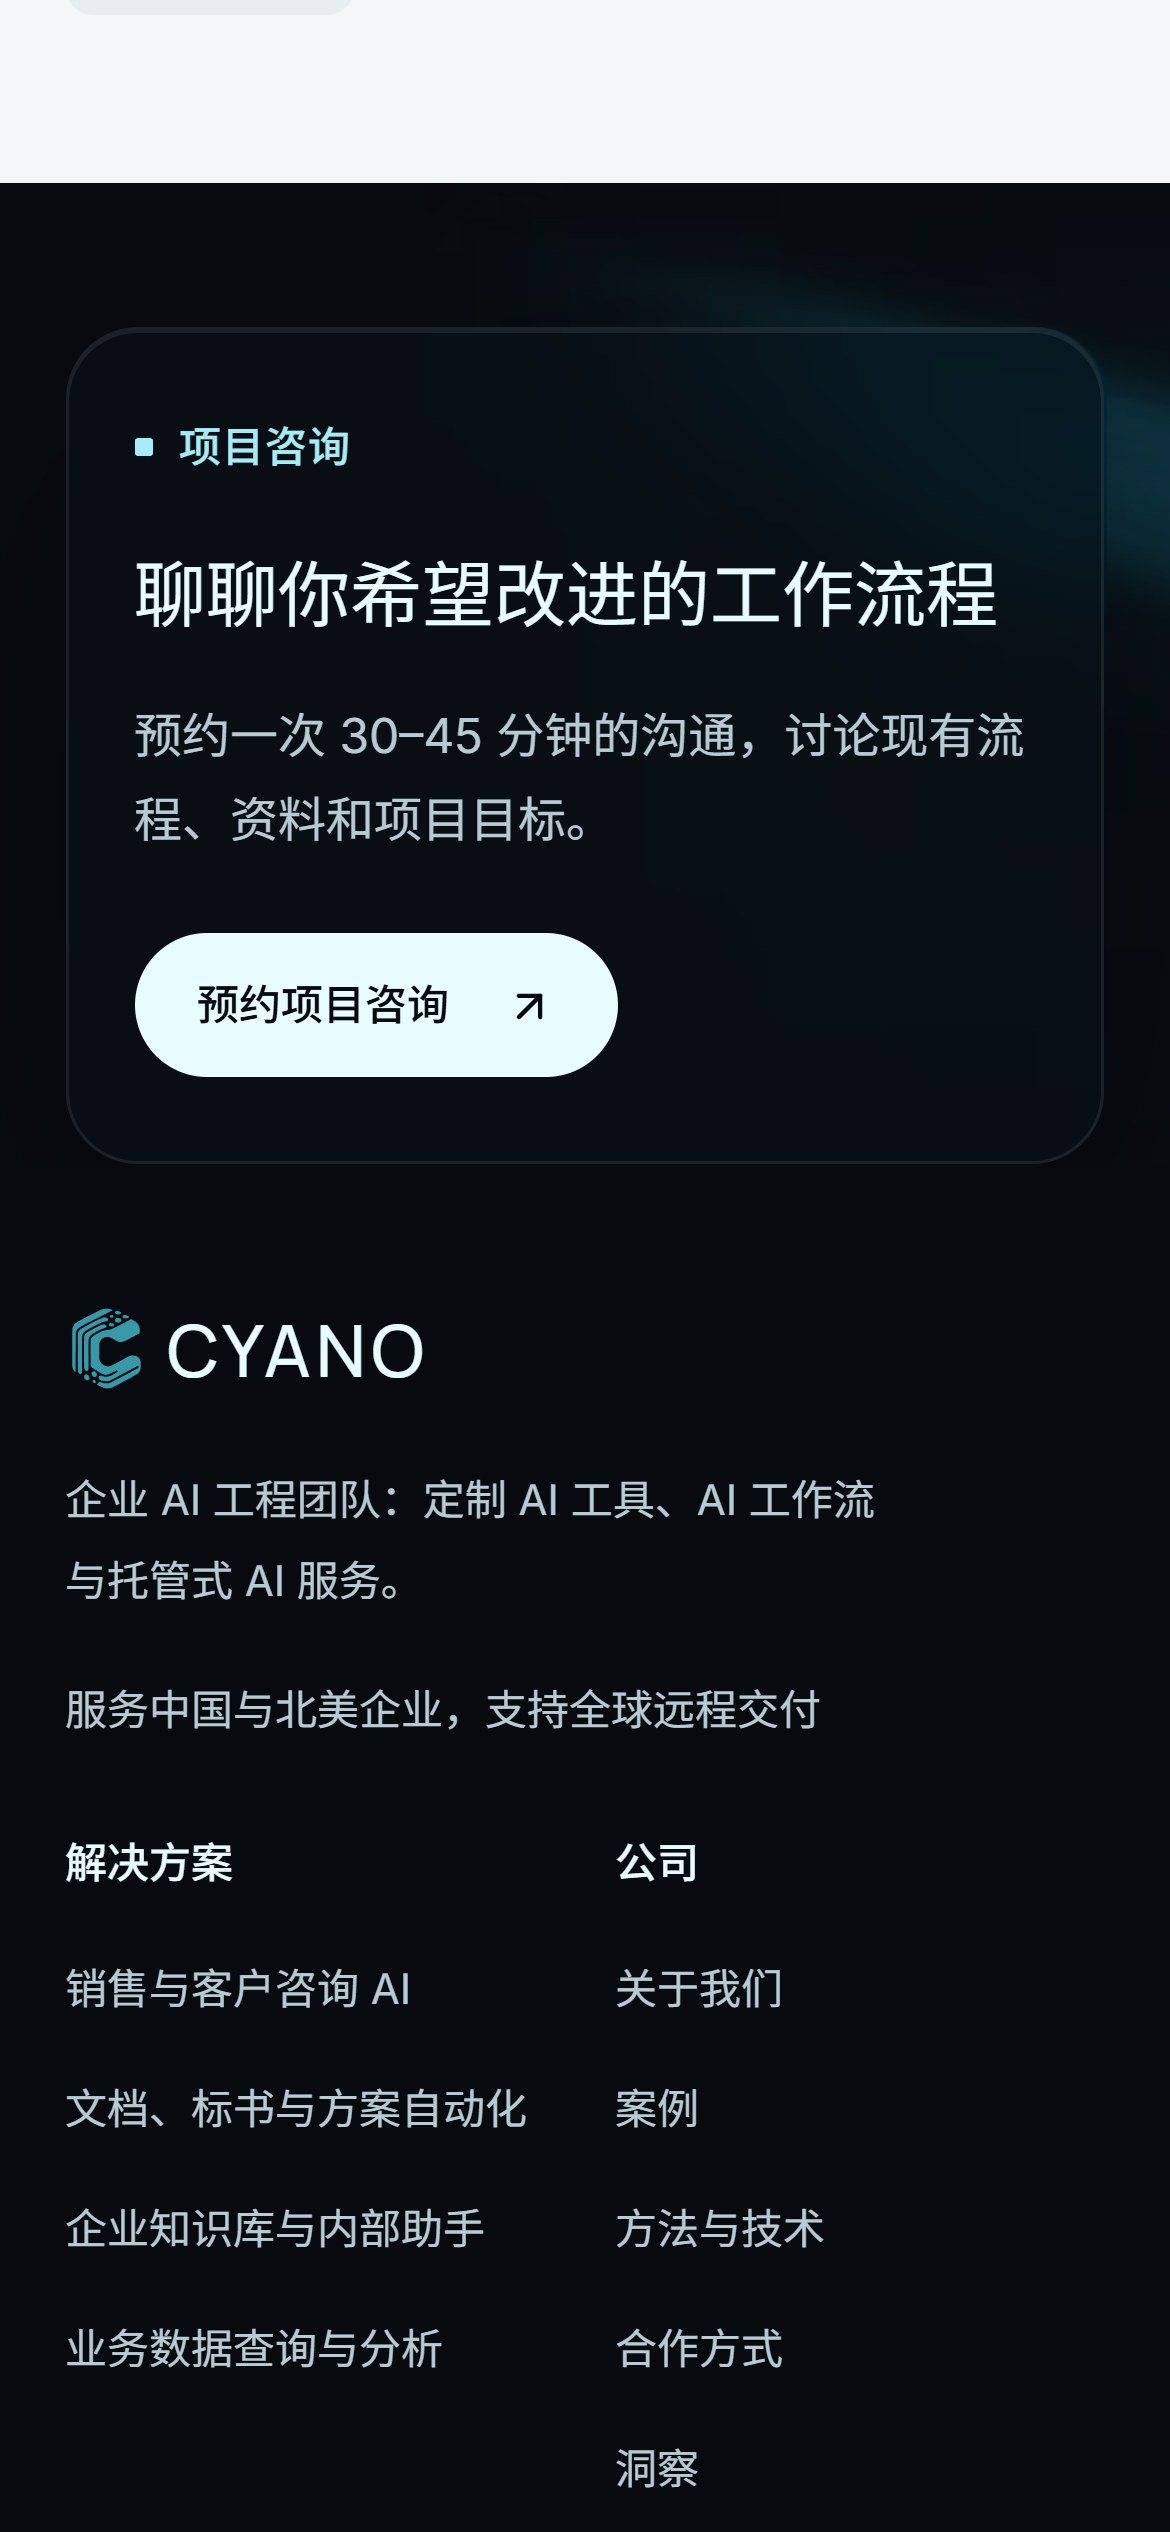 项目咨询
聊聊你希望改进的工作流程
预约一次 30–45 分钟的沟通，讨论现有流
程、资料和项目目标。
预约项目咨询
CYANO
企业 AI 工程团队：定制 AI 工具、AI 工作流
与托管式 AI 服务。
服务中国与北美企业，支持全球远程交付
解决方案
销售与客户咨询 AI
文档、标书与方案自动化
企业知识库与内部助手
业务数据查询与分析
公司
关于我们
案例
方法与技术
合作方式
洞察